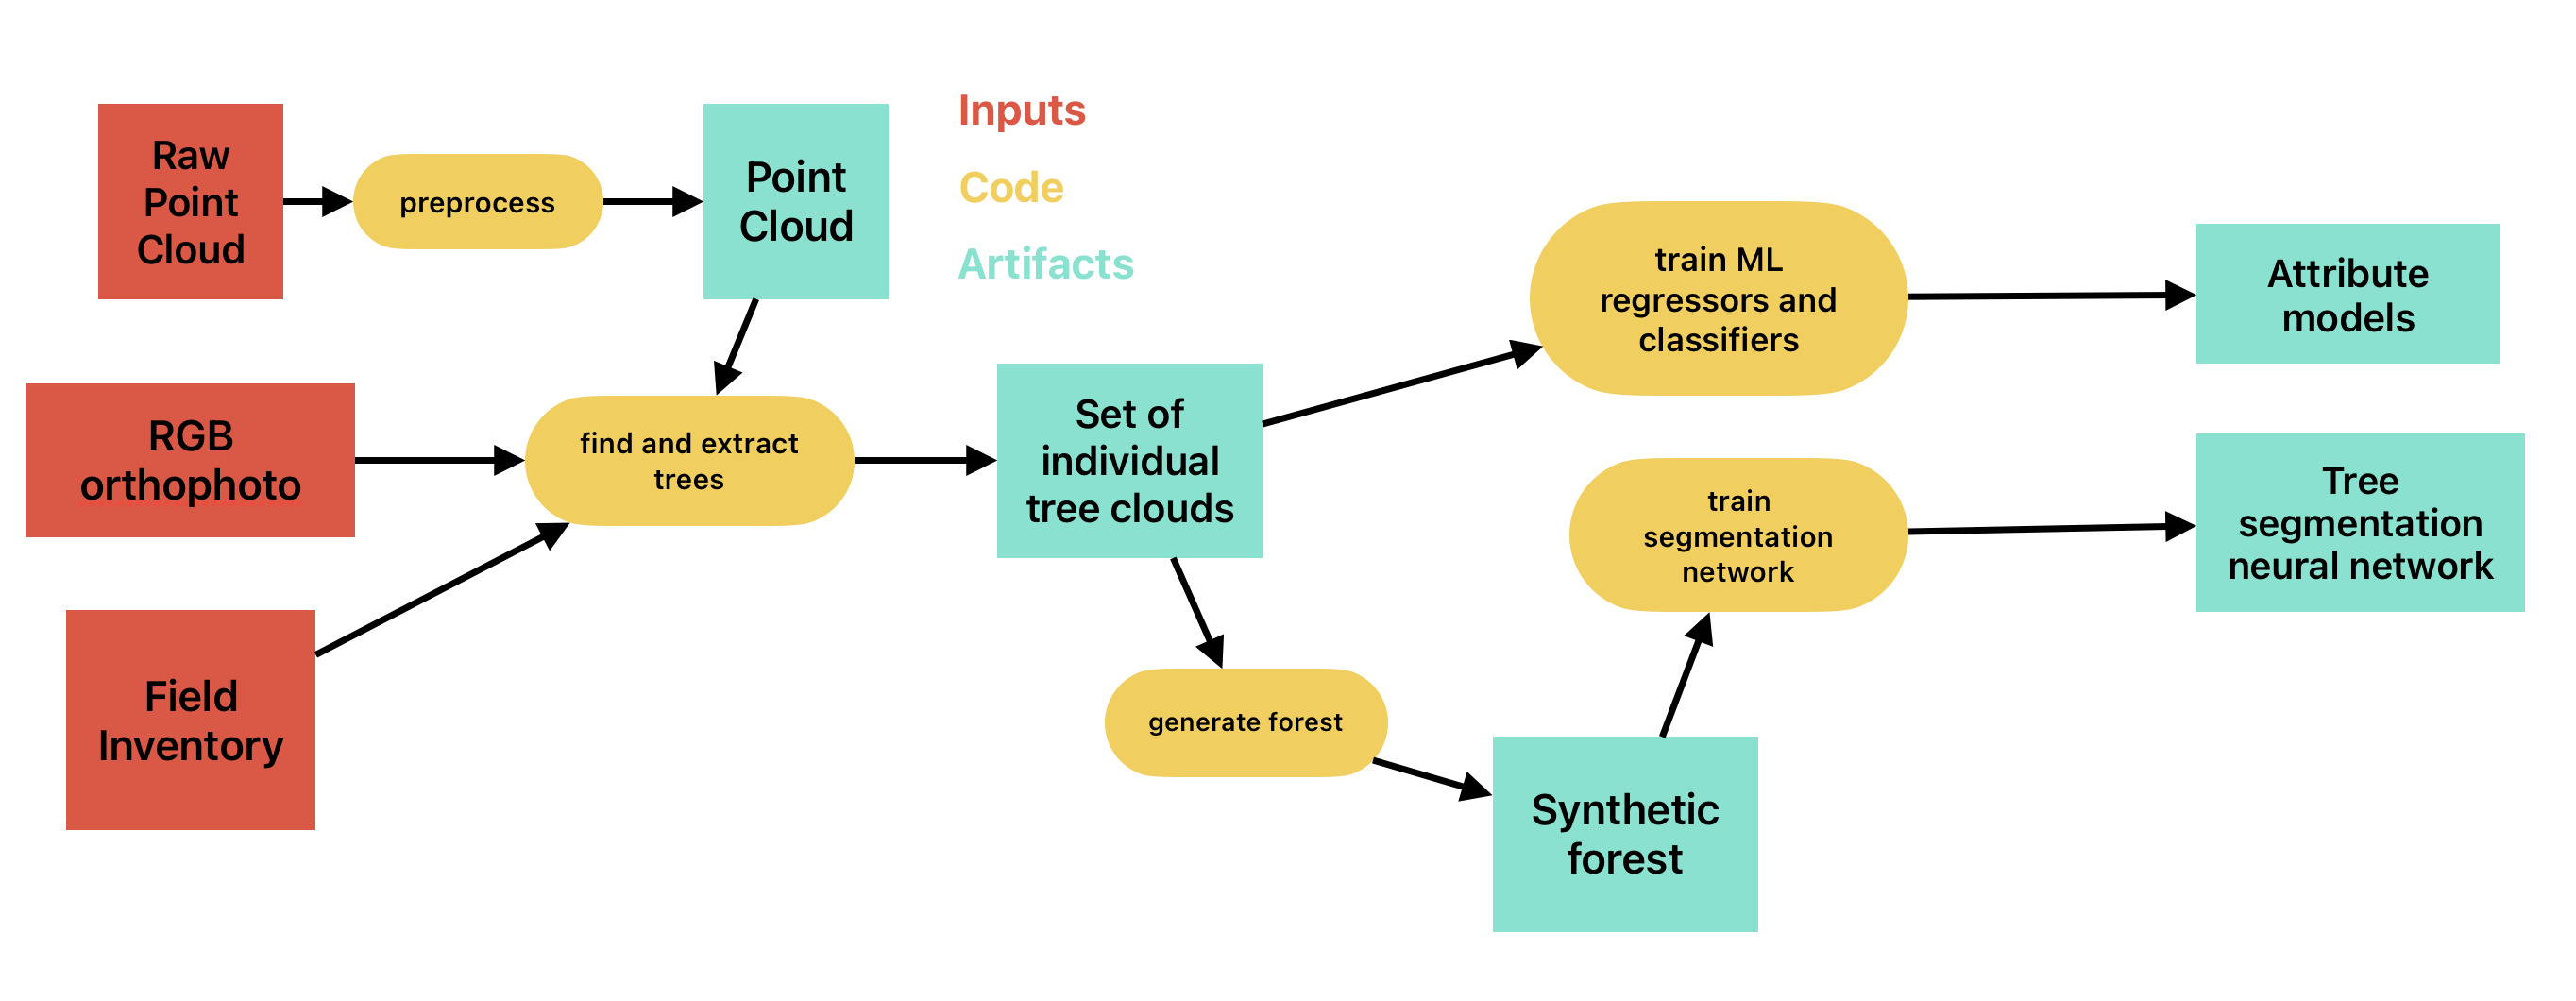 Raw
Point
Cloud
preprocess
Point
Cloud
Inputs
Code
Artifacts
RGB
orthophoto
find and extract
trees
Field
Inventory
Set of
individual
tree clouds
train ML
regressors and
classifiers
Attribute
models
train
segmentation
network
Tree
segmentation
neural network
generate forest
Synthetic
forest